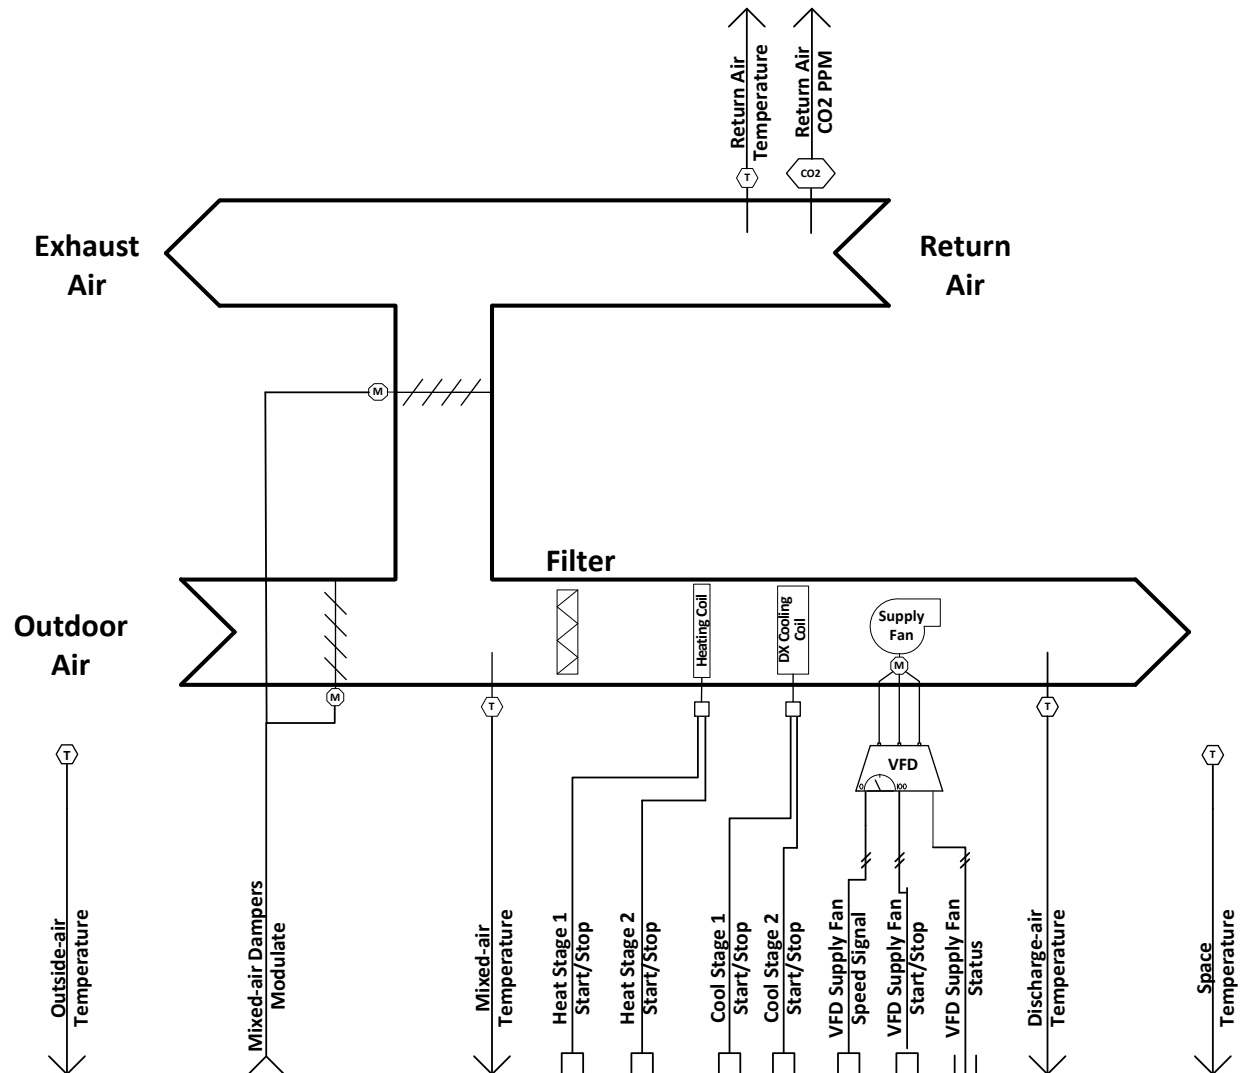 Return Air
Temperature
Return Air
CO2 PPM
T
CO2
Exhaust
Air
Return
Air
M
Filter
Outdoor
Air
Heating Coil
DX Cooling
Coil
Supply
Fan
M
M
T
T
T
T
VFD
0
100
Outside-air
Temperature
Mixed-air Dampers
Modulate
Mixed-air
Temperature
Heat Stage 1
Start/Stop
Heat Stage 2
Start/Stop
Cool Stage 1
Start/Stop
Cool Stage 2
Start/Stop
VFD Supply Fan
Speed Signal
VFD Supply Fan
Start/Stop
VFD Supply Fan
Status
Discharge-air
Temperature
Space
Temperature